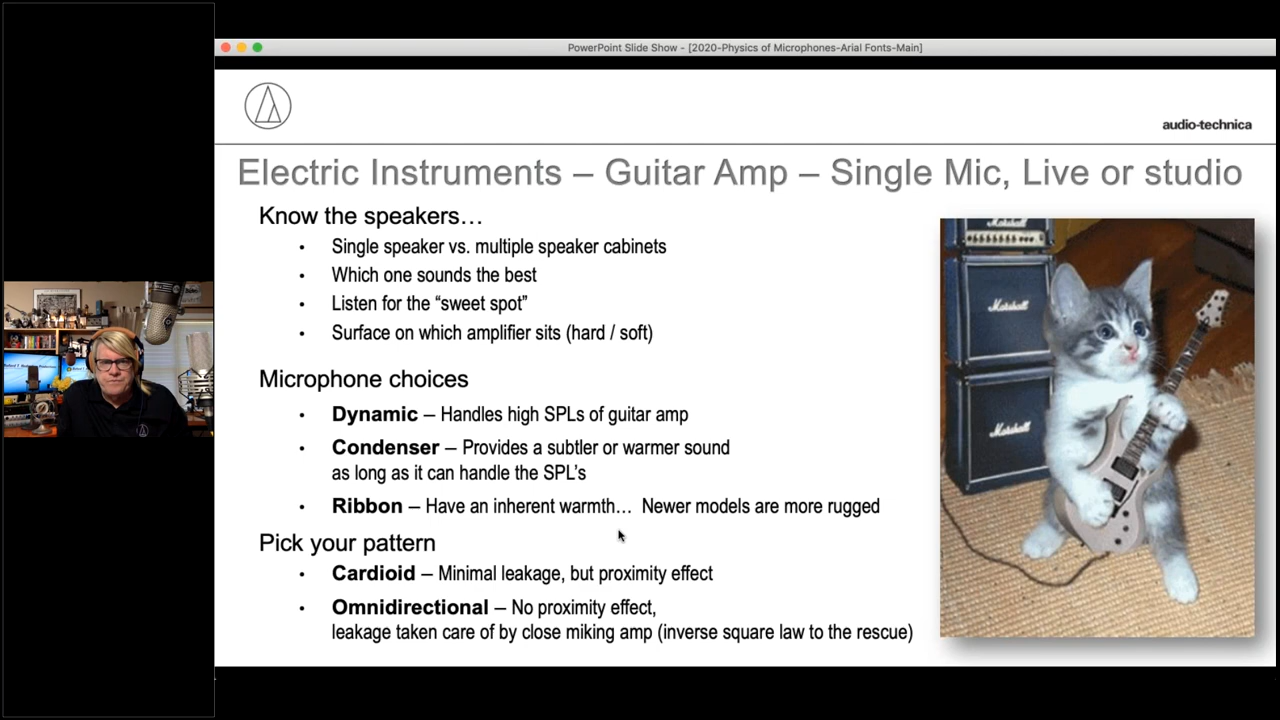 PowerPoint Slide Show - [2020-Physics of Microphones-Arial Fonts-Main]
audio-technica
Electric Instruments – Guitar Amp – Single Mic, Live or studio
Know the speakers…
• Single speaker vs. multiple speaker cabinets
• Which one sounds the best
• Listen for the “sweet spot”
• Surface on which amplifier sits (hard / soft)
Microphone choices
• Dynamic – Handles high SPLs of guitar amp
• Condenser – Provides a subtler or warmer sound
as long as it can handle the SPL's
• Ribbon – Have an inherent warmth… Newer models are more rugged
Pick your pattern
• Cardioid – Minimal leakage, but proximity effect
• Omnidirectional – No proximity effect,
leakage taken care of by close miking amp (inverse square law to the rescue)
Marshall
Marshall
Marshall